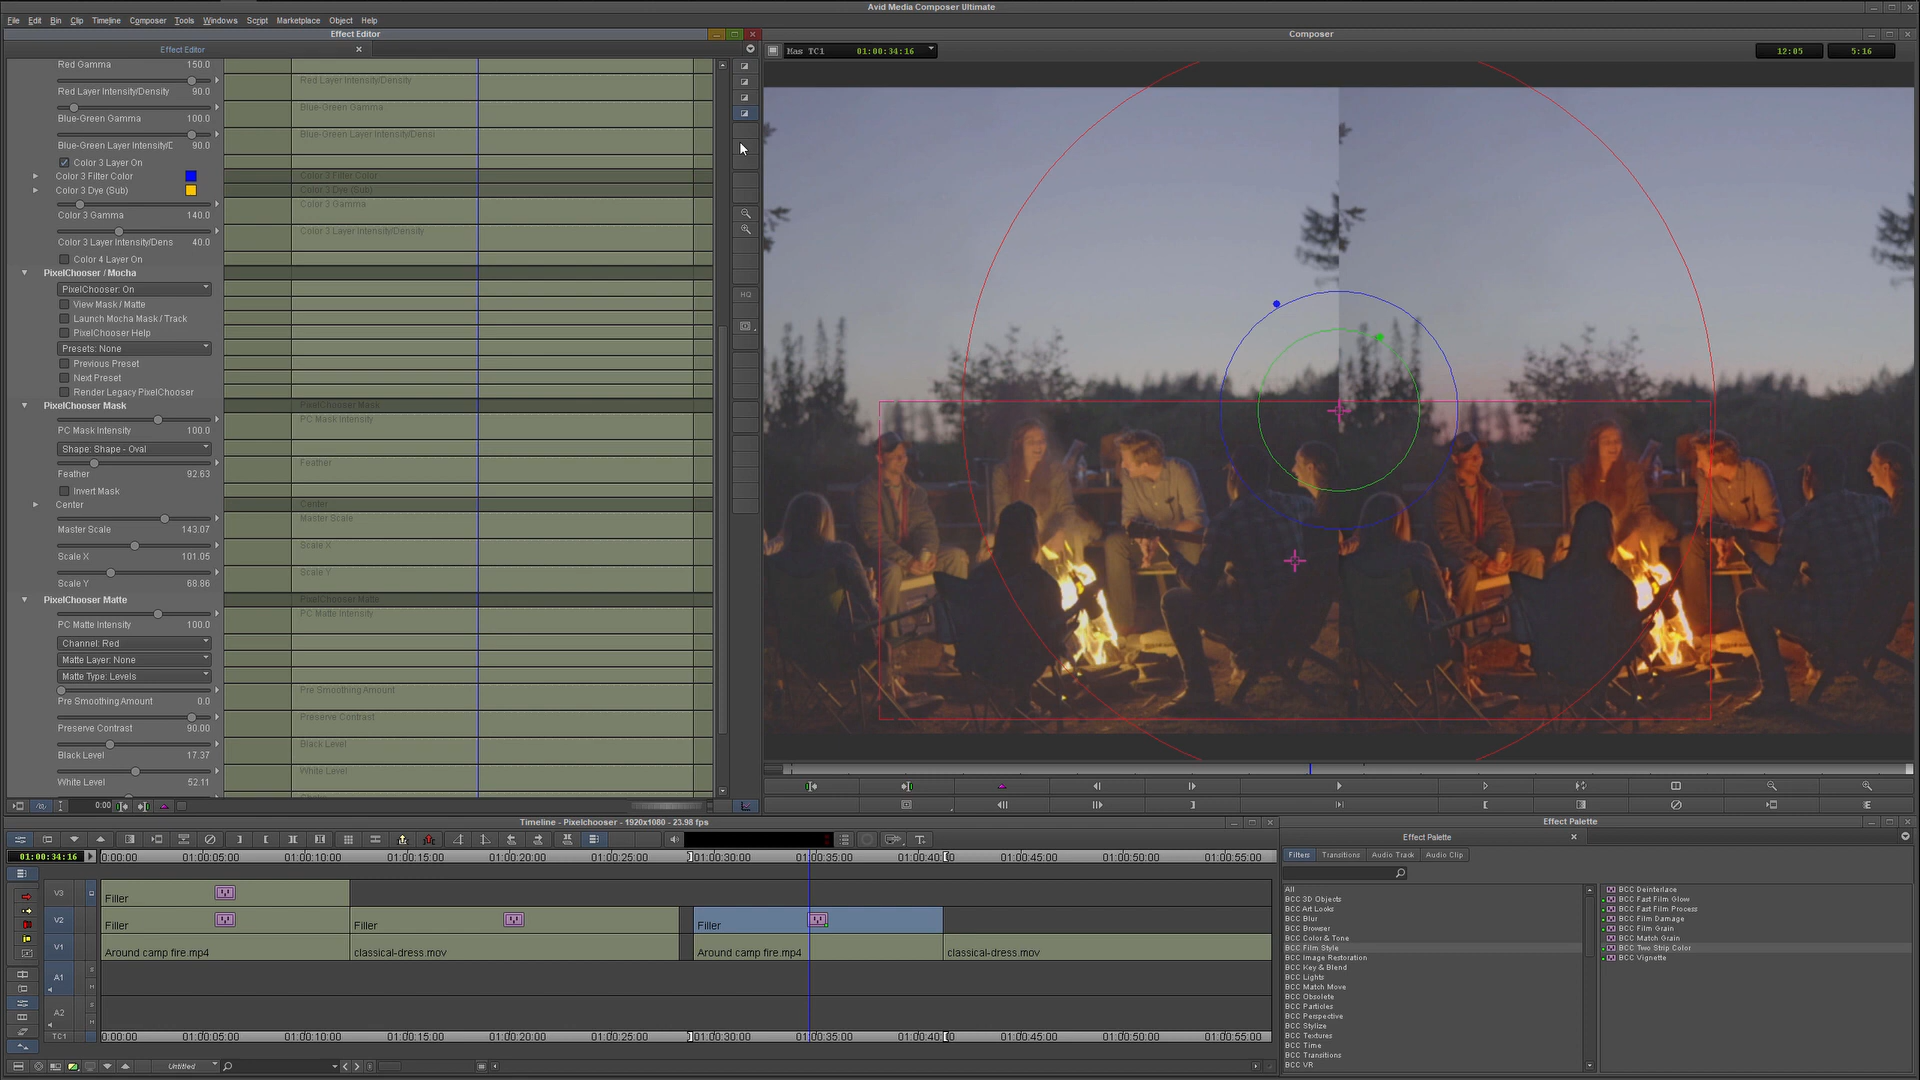 Avid Media Composer Ultimate
File Edit Bin Clip Timeline Composer Tools Windows Script Marketplace Object Help
Effect Editor
Effect Editor
Red Gamma 150.0
Red Layer Intensity/Density 90.0
Blue-Green Gamma 100.0
Blue-Green Layer Intensity/D 90.0
Color 3 Layer On
Color 3 Filter Color
Color 3 Dye (Sub)
Color 3 Gamma 140.0
Color 3 Layer Intensity/Dens 40.0
Color 4 Layer On
PixelChooser / Mocha
PixelChooser: On
View Mask / Matte
Launch Mocha Mask / Track
PixelChooser Help
Presets: None
Previous Preset
Next Preset
Render Legacy PixelChooser
PixelChooser Mask
PC Mask Intensity 100.0
Shape: Shape - Oval
Feather 92.63
Invert Mask
Center
Master Scale 143.07
Scale X 101.05
Scale Y 68.86
PixelChooser Matte
PC Matte Intensity 100.0
Channel: Red
Matte Layer: None
Matte Type: Levels
Pre Smoothing Amount 0.0
Preserve Contrast 90.00
Black Level 17.37
White Level 52.11
Red Layer Intensity/Density
Blue-Green Gamma
Blue-Green Layer Intensity/Densi
Color 3 Filter Color
Color 3 Dye (Sub)
Color 3 Gamma
Color 3 Layer Intensity/Density
PixelChooser Mask
PC Mask Intensity
Feather
Center
Master Scale
Scale X
Scale Y
PixelChooser Matte
PC Matte Intensity
Pre Smoothing Amount
Preserve Contrast
Black Level
White Level
0:00
HQ
Composer
Mas TC1 01:00:34:16
12:05 5:16
Timeline - Pixelchooser - 1920x1080 - 23.98 fps
01:00:34:16
0:00:00 01:00:05:00 01:00:10:00 01:00:15:00 01:00:20:00 01:00:25:00 01:00:30:00 01:00:35:00 01:00:40: 01:00:45:00 01:00:50:00 01:00:55:00
V3 Filler
V2 Filler Filler Filler
V1 Around camp fire.mp4 classical-dress.mov Around camp fire.mp4 classical-dress.mov
A1 S M
A2 S M
TC1 0:00:00 01:00:05:00 01:00:10:00 01:00:15:00 01:00:20:00 01:00:25:00 01:00:30:00 01:00:35:00 01:00:40: 01:00:45:00 01:00:50:00 01:00:55:00
Untitled
Effect Palette
Effect Palette
Filters Transitions Audio Track Audio Clip
All
BCC 3D Objects
BCC Art Looks
BCC Blur
BCC Browser
BCC Color & Tone
BCC Film Style
BCC Image Restoration
BCC Key & Blend
BCC Lights
BCC Match Move
BCC Obsolete
BCC Particles
BCC Perspective
BCC Stylize
BCC Textures
BCC Time
BCC Transitions
BCC VR
BCC Deinterlace
BCC Fast Film Glow
BCC Fast Film Process
BCC Film Damage
BCC Film Grain
BCC Match Grain
BCC Two Strip Color
BCC Vignette